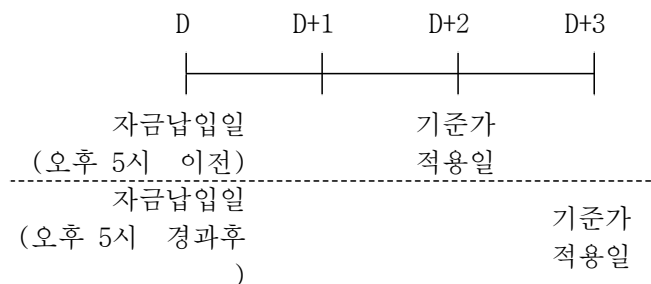 D D+1 D+2 D+3
자금납입일 기준가
(오후 5시 이전) 적용일
자금납입일
(오후 5시 경과후
)
기준가
적용일